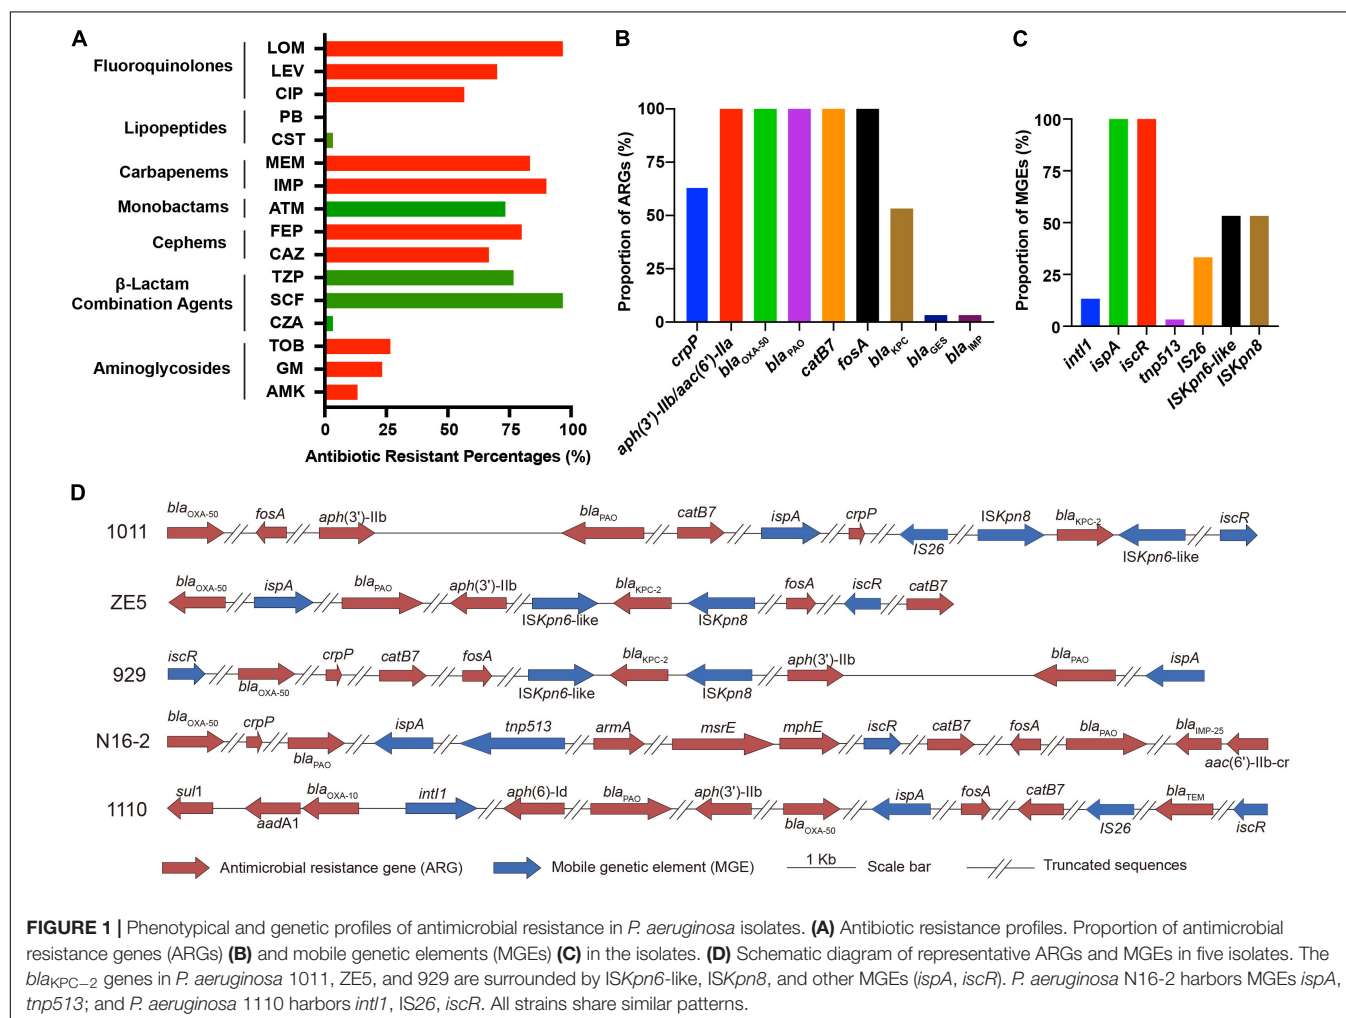 A
Fluoroquinolones
LOM
LEV
CIP
Lipopeptides
PB
CST
Carbapenems
MEM
IMP
Monobactams
ATM
Cephems
FEP
CAZ
β-Lactam
Combination Agents
TZP
SCF
CZA
Aminoglycosides
TOB
GM
AMK
0 25 50 75 100
Antibiotic Resistant Percentages (%)
B
Proportion of ARGs (%)
100
75
50
25
0
crpP
aph(3')-IIb/aac(6')-IIa
blaOXA-50
blaPAO
catB7
fosA
blaKPC
blaGES
blaIMP
C
Proportion of MGEs (%)
100
75
50
25
0
intI1
ispA
iscR
tnp513
IS26
ISKpn6-like
ISKpn8
D
1011
blaOXA-50 fosA aph(3')-IIb blaPAO catB7 ispA crpP IS26 ISKpn8 blaKPC-2 ISKpn6-like iscR
ZE5
blaOXA-50 ispA blaPAO aph(3')-IIb ISKpn6-like blaKPC-2 ISKpn8 fosA iscR catB7
929
iscR blaOXA-50 crpP catB7 fosA ISKpn6-like blaKPC-2 ISKpn8 aph(3')-IIb blaPAO ispA
N16-2
blaOXA-50 crpP blaPAO ispA tnp513 armA msrE mphE iscR catB7 fosA blaPAO blaIMP-25 aac(6')-IIb-cr
1110
sul1 aadA1 blaOXA-10 intI1 aph(6)-Id blaPAO aph(3')-IIb blaOXA-50 ispA fosA catB7 IS26 blaTEM iscR
Antimicrobial resistance gene (ARG) Mobile genetic element (MGE) 1 Kb Scale bar Truncated sequences
FIGURE 1 | Phenotypical and genetic profiles of antimicrobial resistance in P. aeruginosa isolates. (A) Antibiotic resistance profiles. Proportion of antimicrobial
resistance genes (ARGs) (B) and mobile genetic elements (MGEs) (C) in the isolates. (D) Schematic diagram of representative ARGs and MGEs in five isolates. The
blaKPC−2 genes in P. aeruginosa 1011, ZE5, and 929 are surrounded by ISKpn6-like, ISKpn8, and other MGEs (ispA, iscR). P. aeruginosa N16-2 harbors MGEs ispA,
tnp513; and P. aeruginosa 1110 harbors intI1, IS26, iscR. All strains share similar patterns.